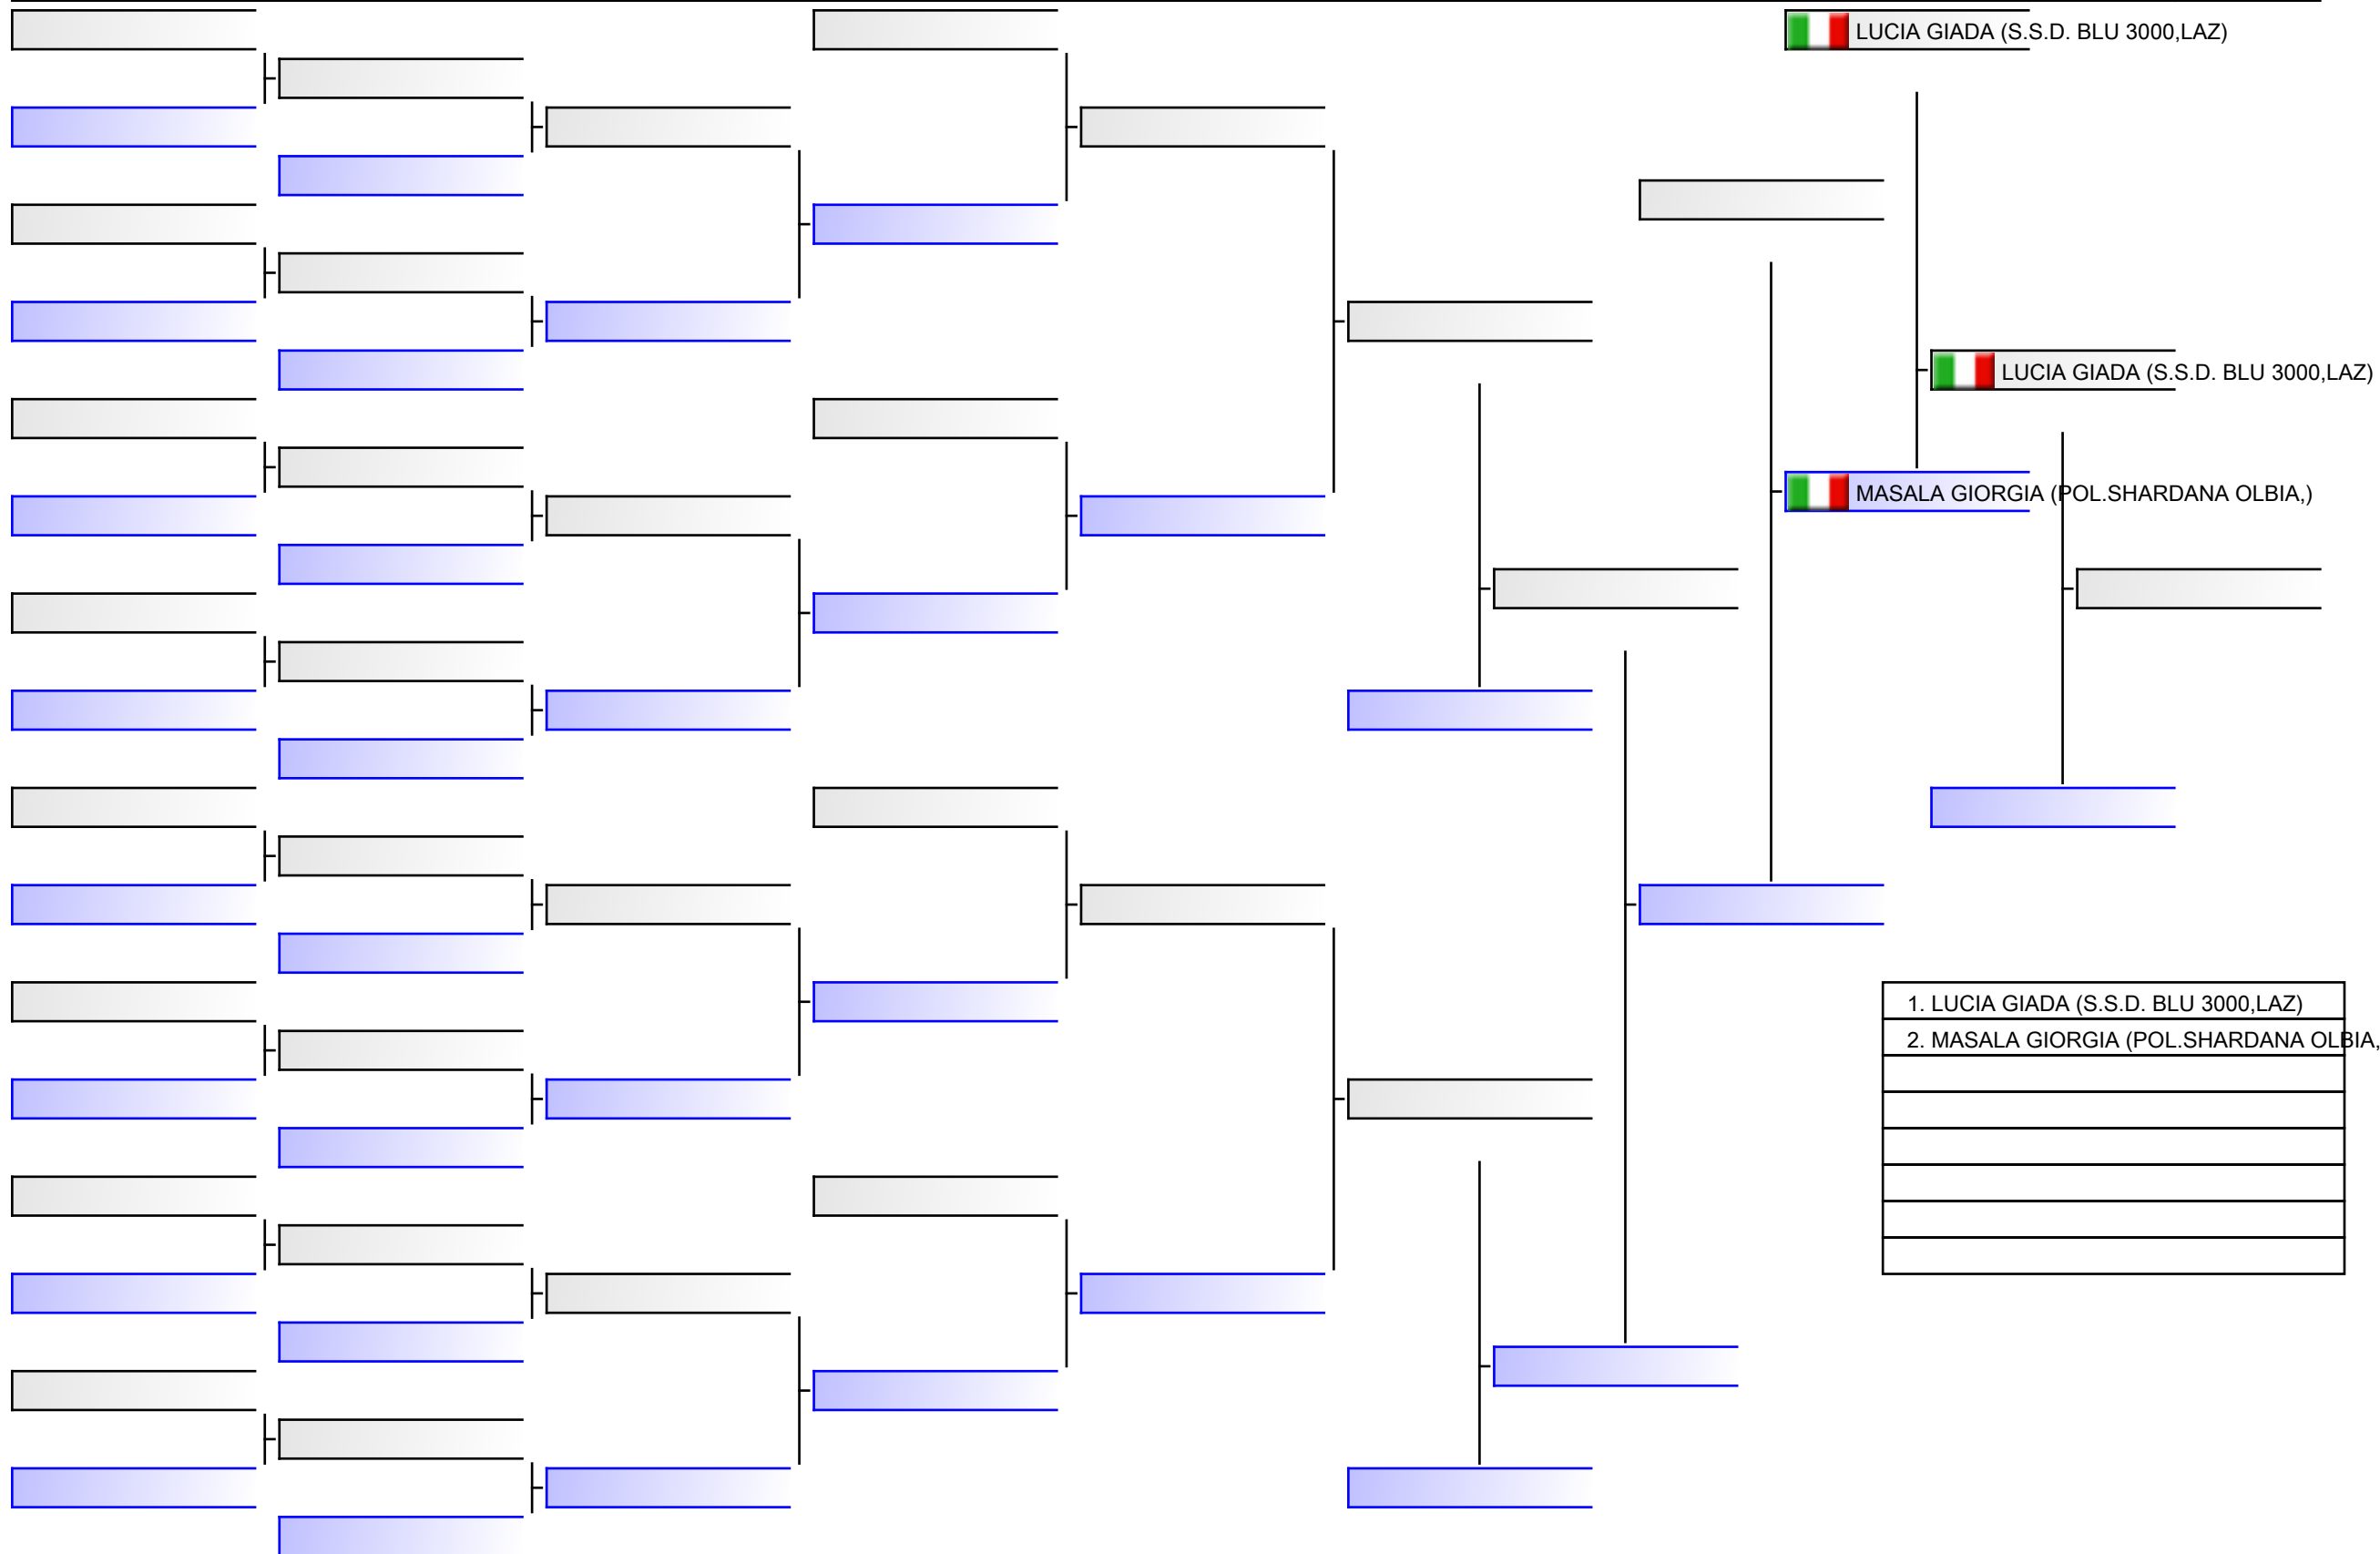 LUCIA GIADA (S.S.D. BLU 3000,LAZ)
LUCIA GIADA (S.S.D. BLU 3000,LAZ)
MASALA GIORGIA (POL.SHARDANA OLBIA,)
1. LUCIA GIADA (S.S.D. BLU 3000,LAZ)
2. MASALA GIORGIA (POL.SHARDANA OLBIA,